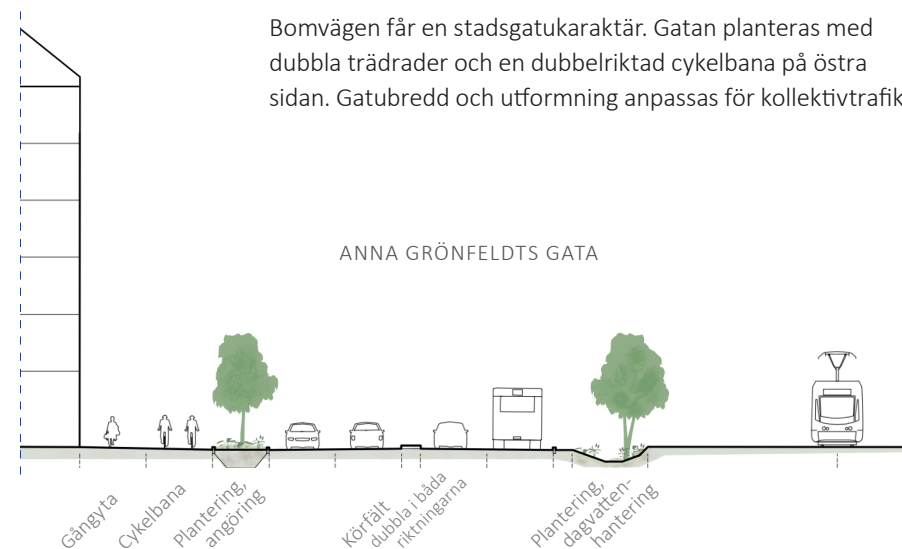 Bomvägen får en stadsgatukaraktär. Gatan planteras med
dubbla trädrader och en dubbelriktad cykelbana på östra
sidan. Gatubredd och utformning anpassas för kollektivtrafik
ANNA GRÖNFELDTS GATA
Gångyta
Cykelbana
Plantering,
angöring
Körfält
dubbla i båda
riktningarna
Plantering,
dagvatten-
hantering